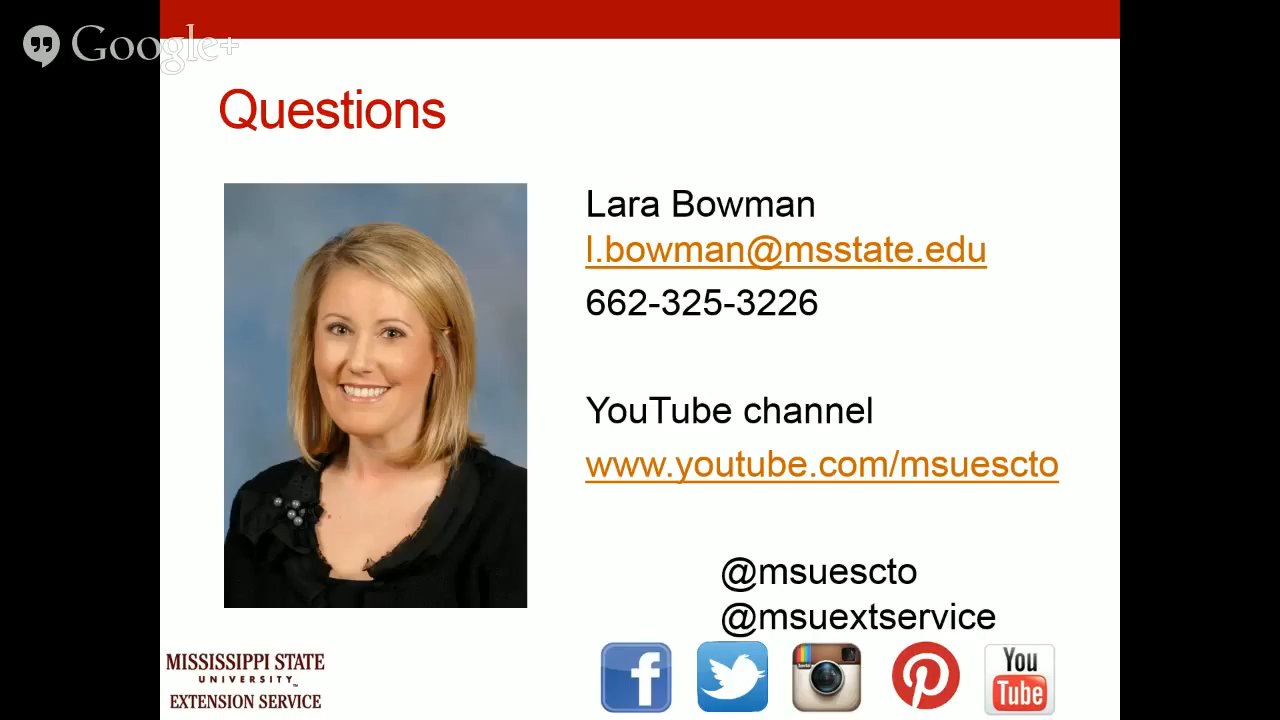 Google+
Questions
Lara Bowman
l.bowman@msstate.edu
662-325-3226
YouTube channel
www.youtube.com/msuescto
@msuescto
@msuextservice
MISSISSIPPI STATE
UNIVERSITY™
EXTENSION SERVICE
You
Tube